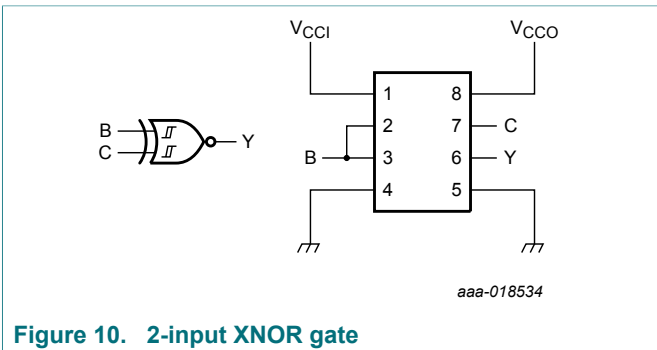 VCCI
VCCO
1
8
2
7
C
B
Y
C
B
3
6
Y
4
5
aaa-018534
Figure 10. 2-input XNOR gate